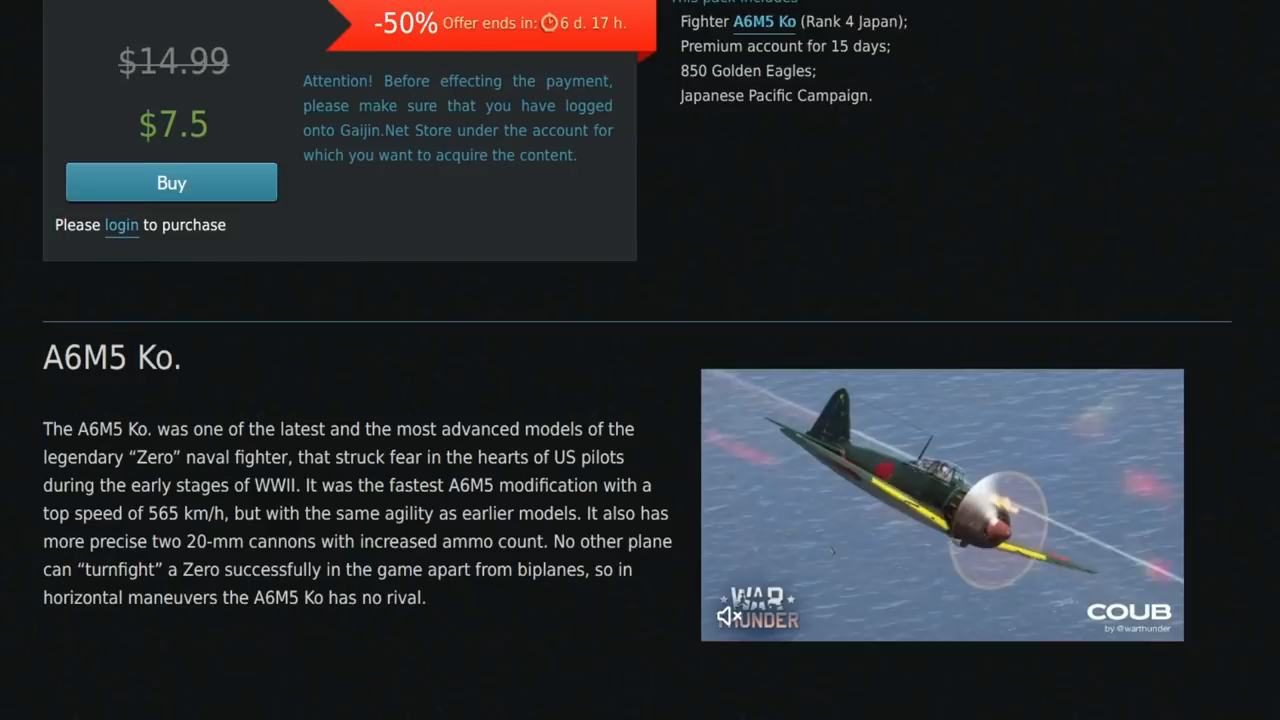 This pack includes
-50% Offer ends in: 6 d. 17 h.
Fighter A6M5 Ko (Rank 4 Japan);
Premium account for 15 days;
850 Golden Eagles;
Japanese Pacific Campaign.
$14.99
$7.5
Buy
Please login to purchase
Attention! Before effecting the payment,
please make sure that you have logged
onto Gaijin.Net Store under the account for
which you want to acquire the content.
A6M5 Ko.
The A6M5 Ko. was one of the latest and the most advanced models of the
legendary “Zero” naval fighter, that struck fear in the hearts of US pilots
during the early stages of WWII. It was the fastest A6M5 modification with a
top speed of 565 km/h, but with the same agility as earlier models. It also has
more precise two 20-mm cannons with increased ammo count. No other plane
can “turnfight” a Zero successfully in the game apart from biplanes, so in
horizontal maneuvers the A6M5 Ko has no rival.
WAR
THUNDER
COUB
by @warthunder